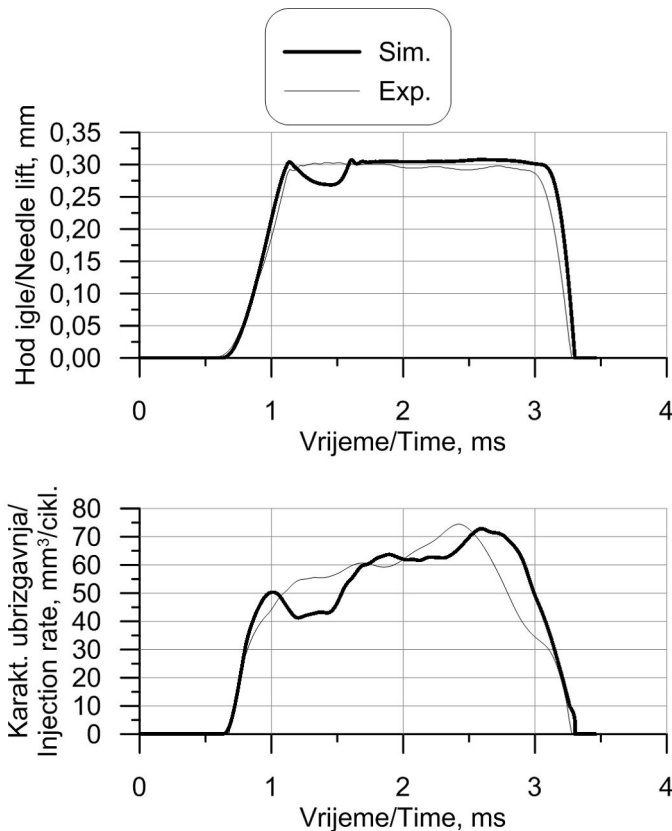 Sim.
Exp.
0,35
0,30
0,25
0,20
0,15
0,10
0,05
0,00
Hod igle/Needle lift, mm
0 1 2 3 4
Vrijeme/Time, ms
80
70
60
50
40
30
20
10
0
Karakt. ubrizgavnja/
Injection rate, mm³/cikl.
0 1 2 3 4
Vrijeme/Time, ms